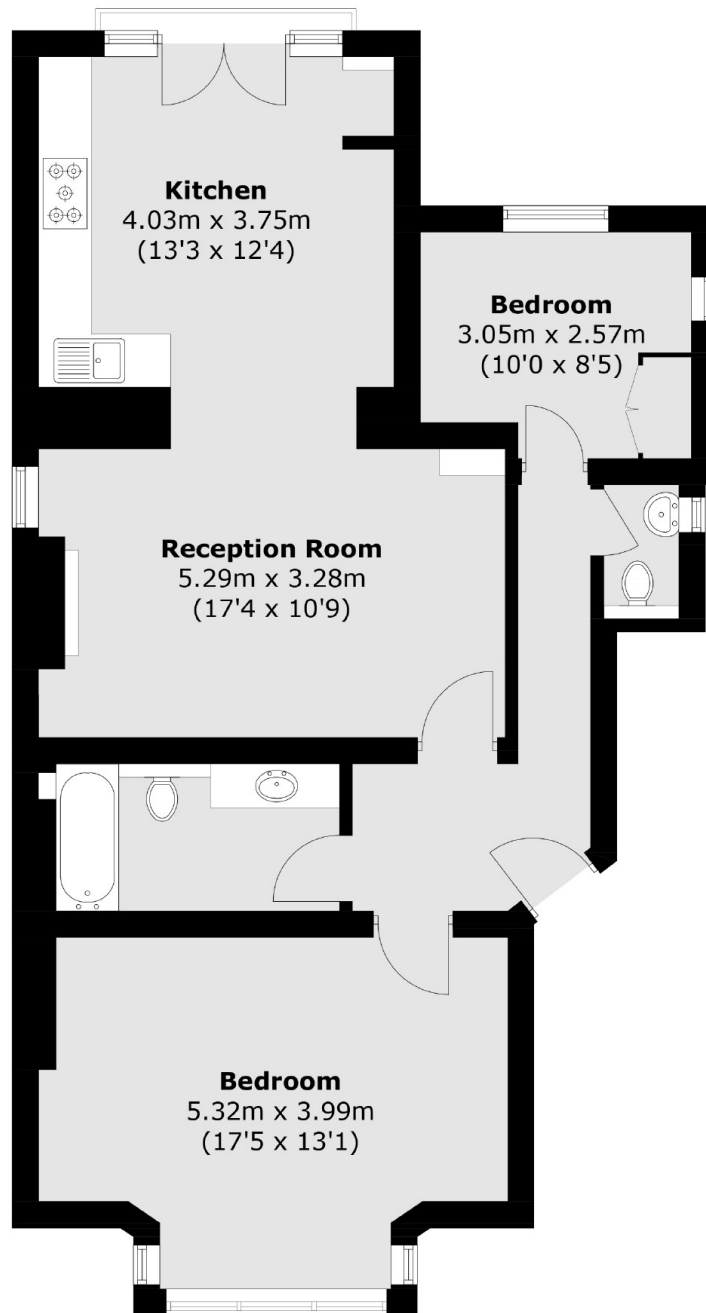 Kitchen
4.03m x 3.75m
(13'3 x 12'4)
Bedroom
3.05m x 2.57m
(10'0 x 8'5)
Reception Room
5.29m x 3.28m
(17'4 x 10'9)
Bedroom
5.32m x 3.99m
(17'5 x 13'1)